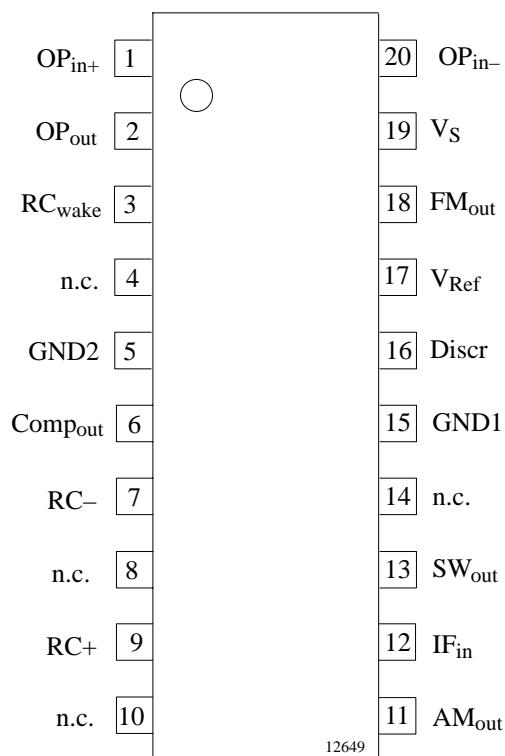 OPin+ 1 20 OPin–
OPout 2 19 VS
RCwake 3 18 FMout
n.c. 4 17 VRef
GND2 5 16 Discr
Compout 6 15 GND1
RC– 7 14 n.c.
n.c. 8 13 SWout
RC+ 9 12 IFin
n.c. 10 11 AMout
12649